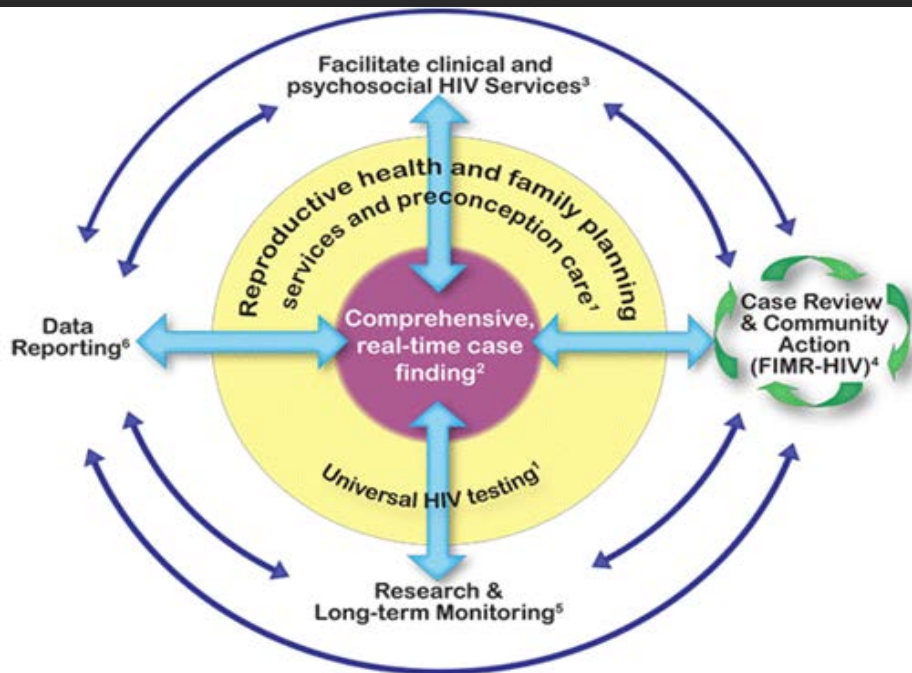 Facilitate clinical and
psychosocial HIV Services³
Reproductive health and family planning
services and preconception care¹
Comprehensive,
real-time case
finding²
Data
Reporting⁶
Case Review
& Community
Action
(FIMR-HIV)⁴
Universal HIV testing¹
Research &
Long-term Monitoring⁵